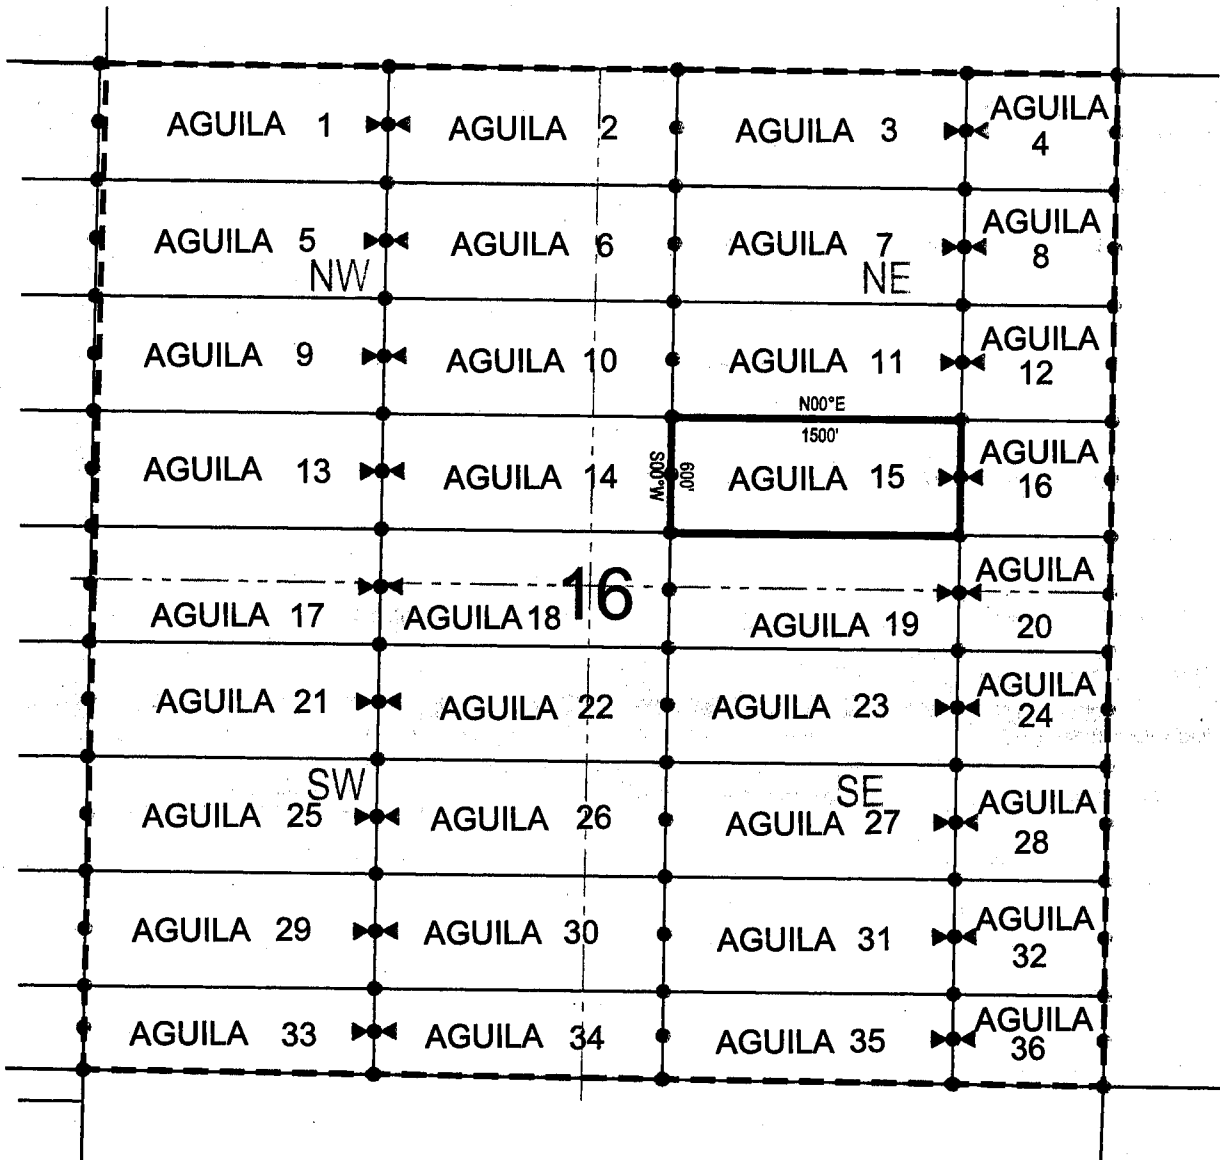 AGUILA 1
AGUILA 2
AGUILA 3
AGUILA
4
AGUILA 5
AGUILA 6
AGUILA 7
AGUILA
8
NW
NE
AGUILA 9
AGUILA 10
AGUILA 11
AGUILA
12
N00°E
1500'
AGUILA 13
AGUILA 14
S00°W
600'
AGUILA 15
AGUILA
16
16
AGUILA 17
AGUILA 18
AGUILA 19
AGUILA
20
AGUILA 21
AGUILA 22
AGUILA 23
AGUILA
24
SW
SE
AGUILA 25
AGUILA 26
AGUILA 27
AGUILA
28
AGUILA 29
AGUILA 30
AGUILA 31
AGUILA
32
AGUILA 33
AGUILA 34
AGUILA 35
AGUILA
36